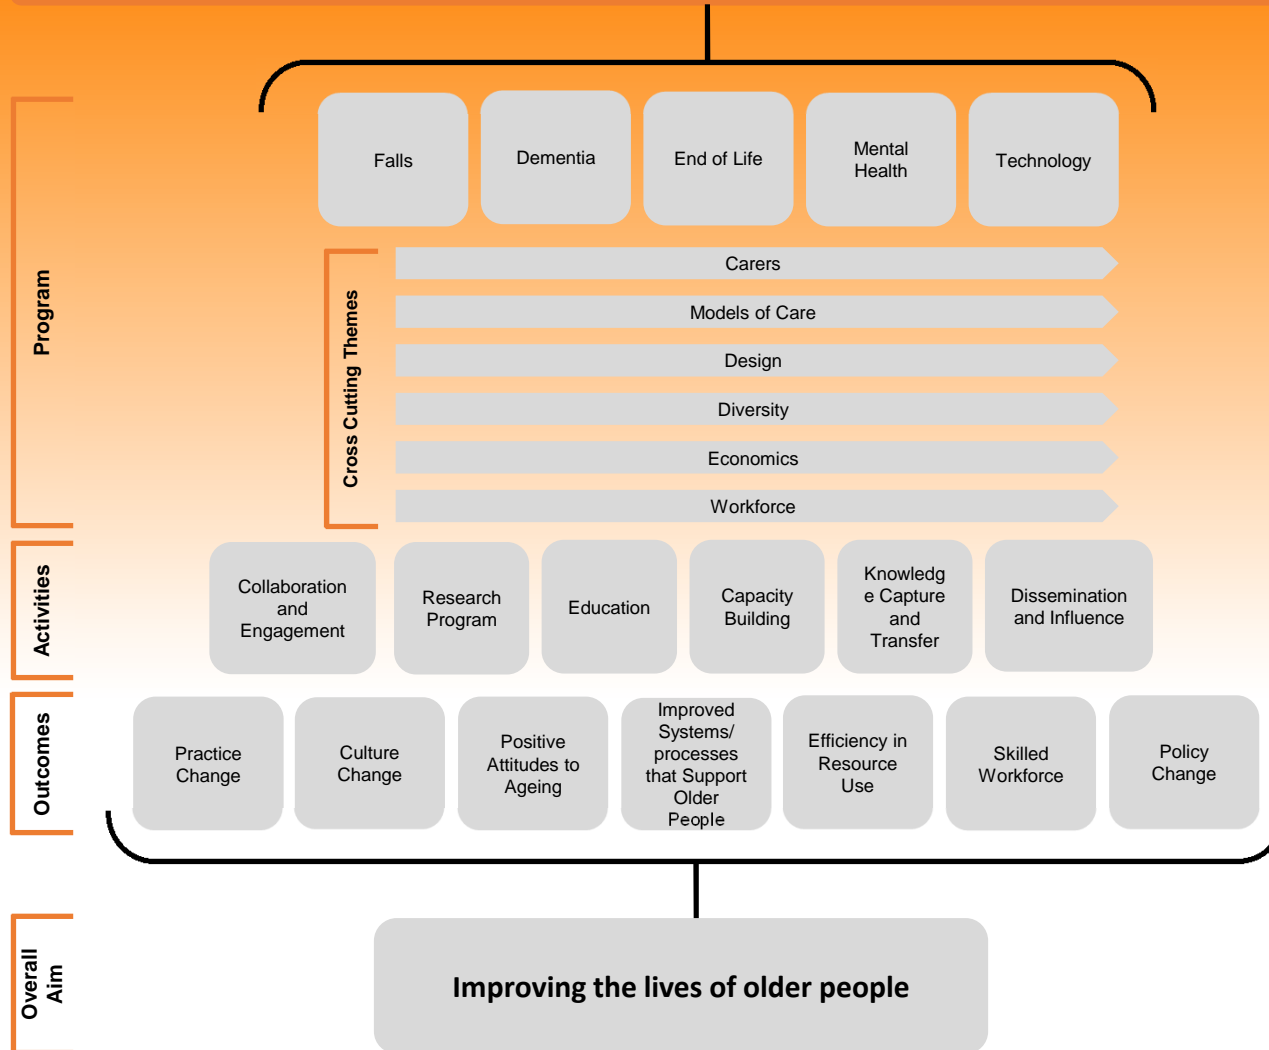 Program
Falls
Dementia
End of Life
Mental
Health
Technology
Cross Cutting Themes
Carers
Models of Care
Design
Diversity
Economics
Workforce
Activities
Collaboration
and
Engagement
Research
Program
Education
Capacity
Building
Knowledg
e Capture
and
Transfer
Dissemination
and Influence
Outcomes
Practice
Change
Culture
Change
Positive
Attitudes to
Ageing
Improved
Systems/
processes
that Support
Older
People
Efficiency in
Resource
Use
Skilled
Workforce
Policy
Change
Overall
Aim
Improving the lives of older people